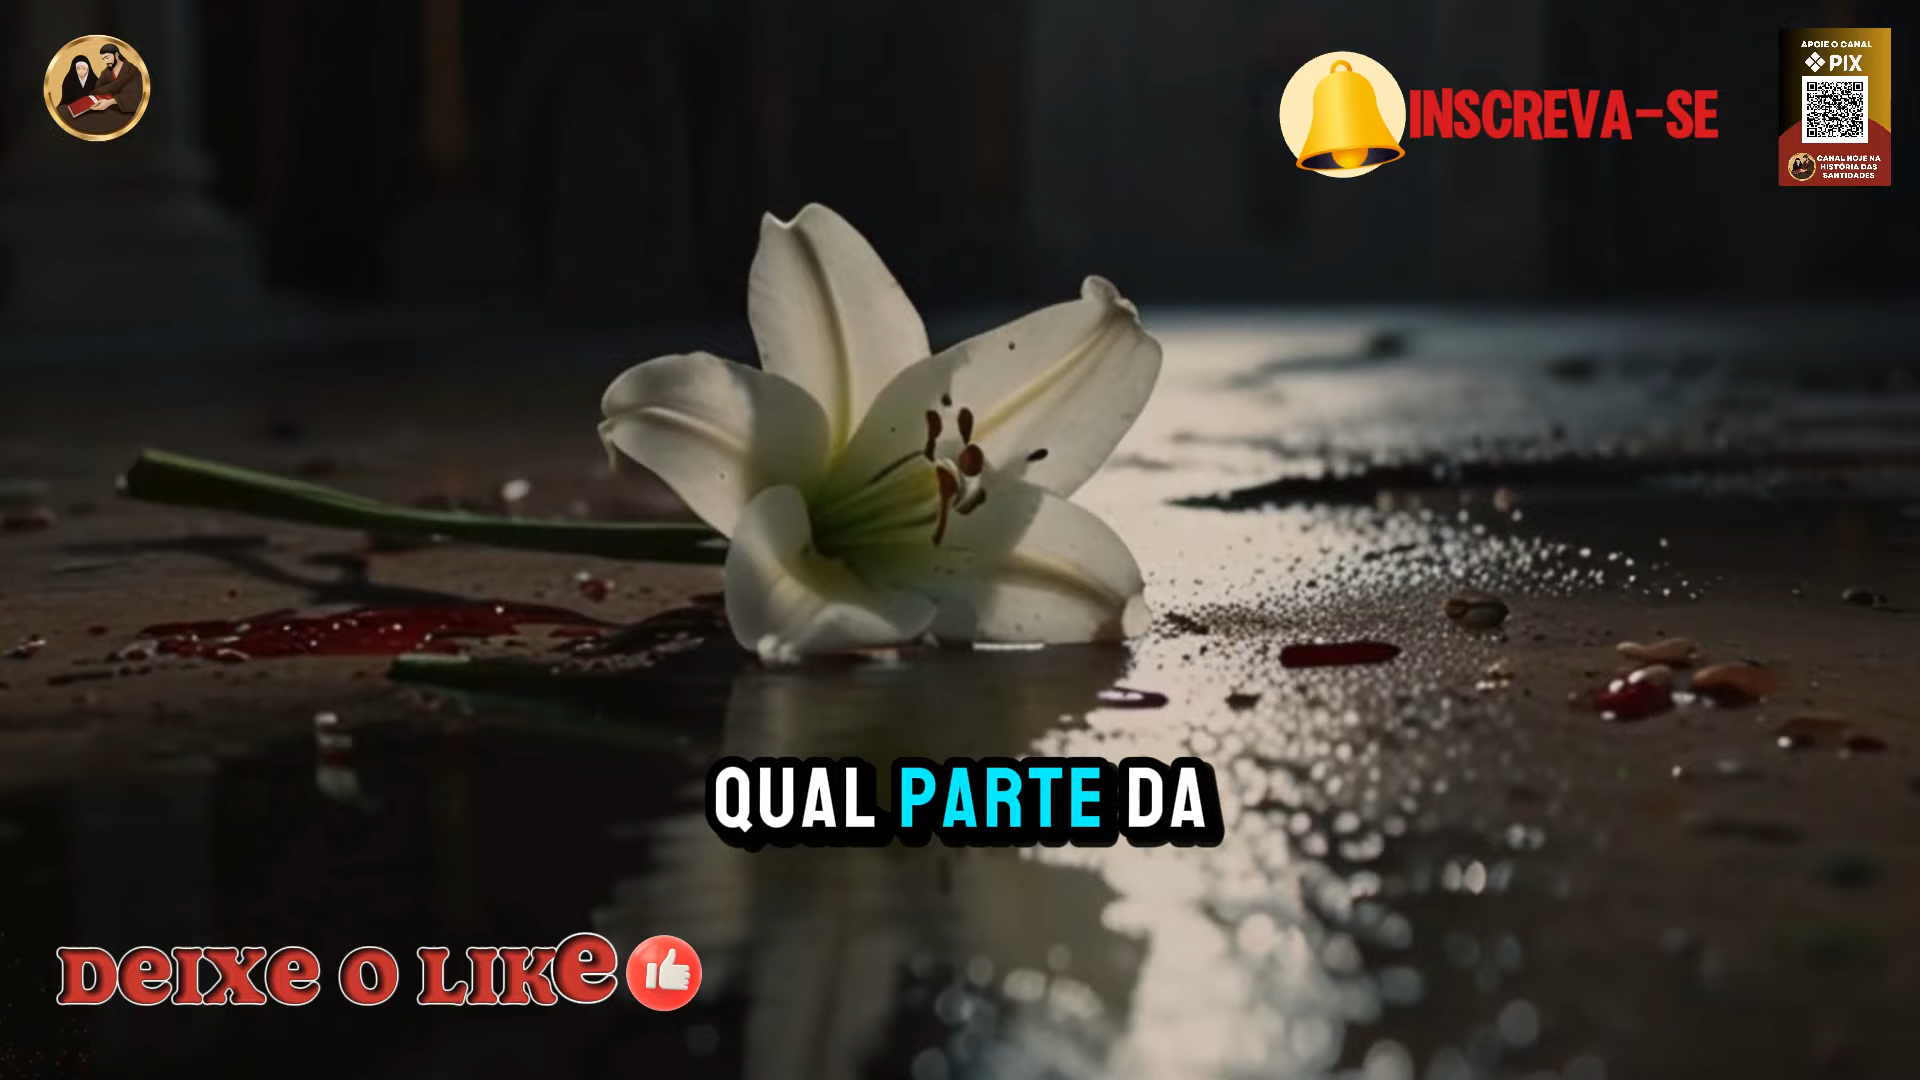 INSCREVA-SE
APOIE O CANAL
PIX
CANAL HOJE NA
HISTÓRIA DAS
SANTIDADES
QUAL PARTE DA
DEIXE O LIKE